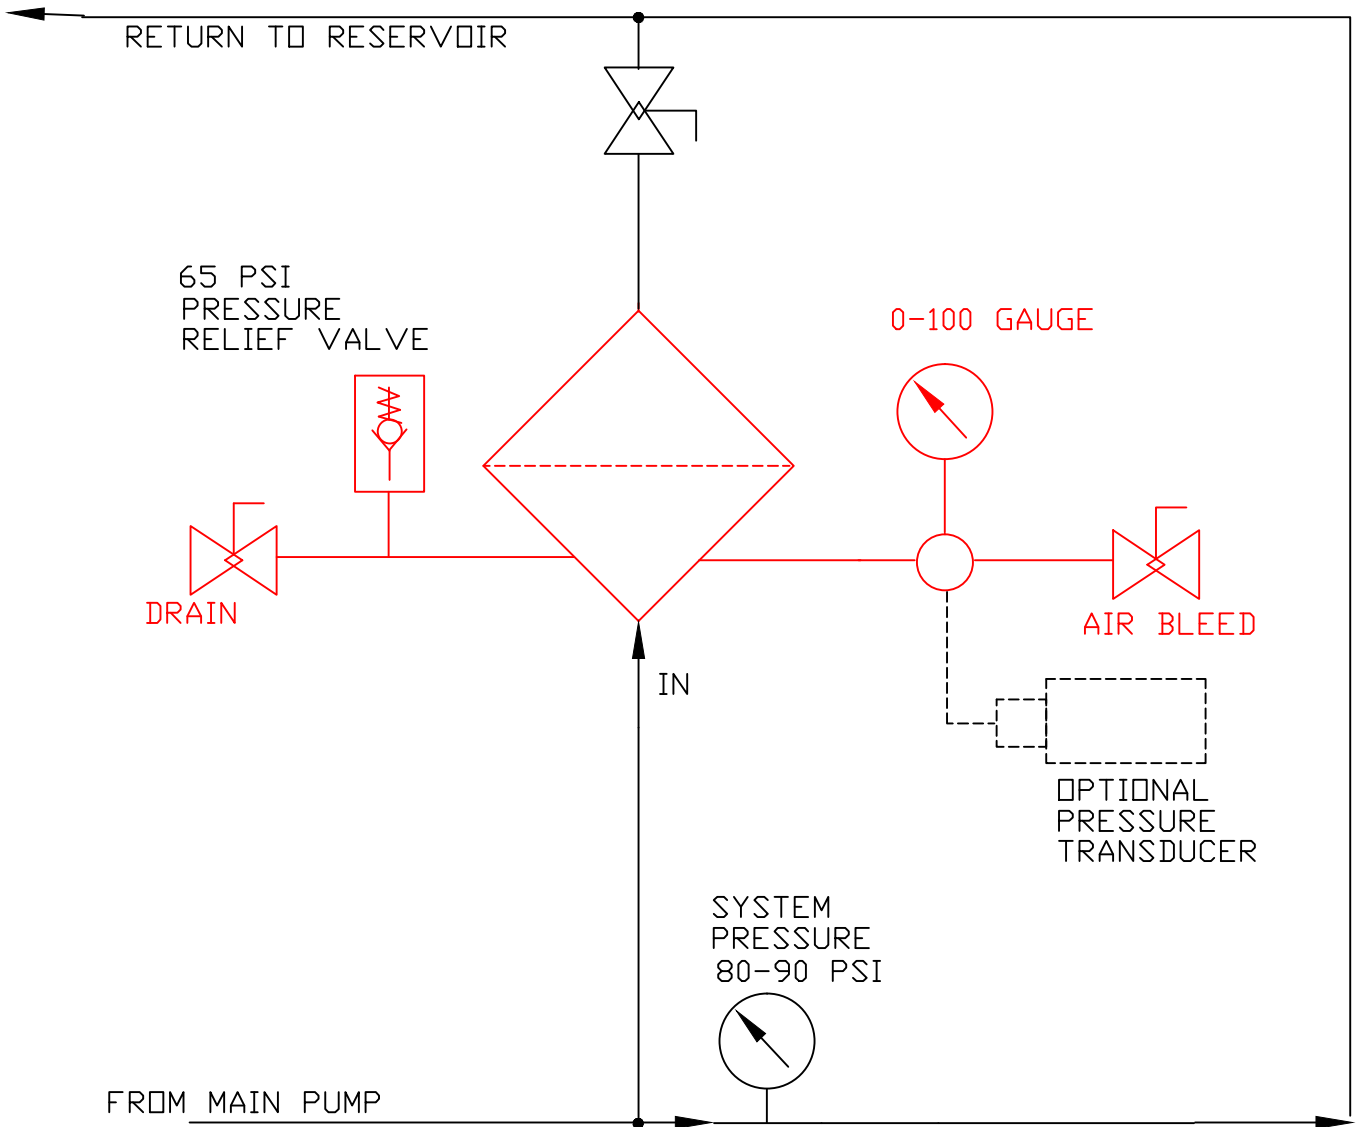 RETURN TO RESERVOIR
65 PSI
PRESSURE
RELIEF VALVE
0-100 GAUGE
DRAIN
AIR BLEED
IN
OPTIONAL
PRESSURE
TRANSDUCER
SYSTEM
PRESSURE
80-90 PSI
FROM MAIN PUMP